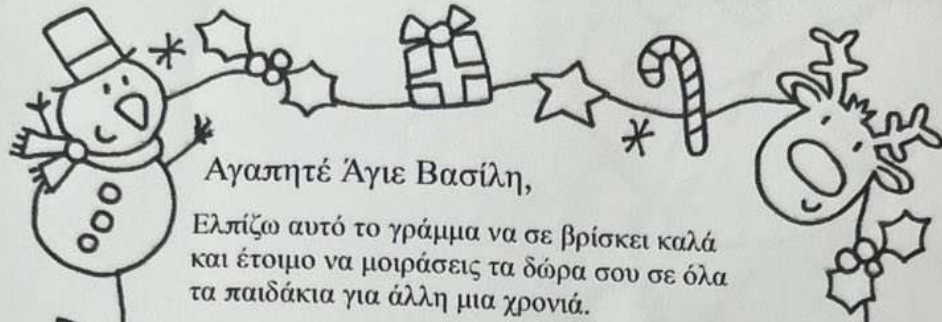 Αγαπητέ Άγιε Βασίλη,
Ελπίζω αυτό το γράμμα να σε βρίσκει καλά
και έτοιμο να μοιράσεις τα δώρα σου σε όλα
τα παιδάκια για άλλη μια χρονιά.